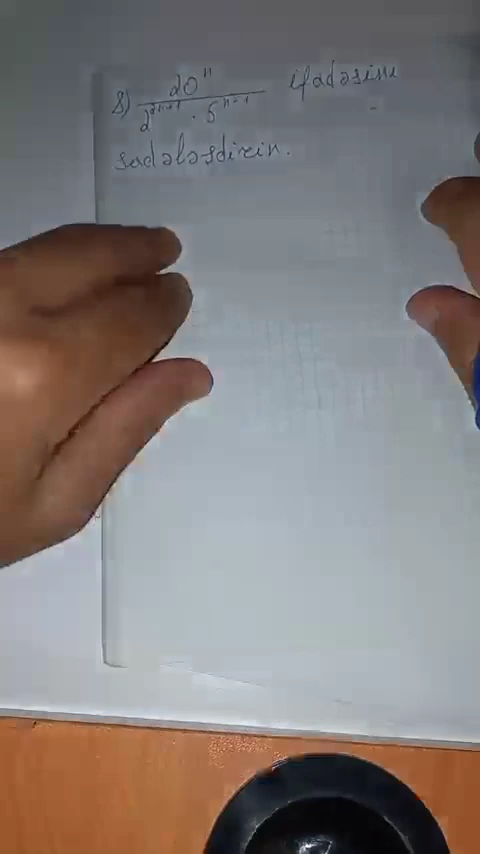 8) 20ⁿ / 2²ⁿ⁺¹ · 5ⁿ⁻¹ ifadəsini
sadələşdirin.